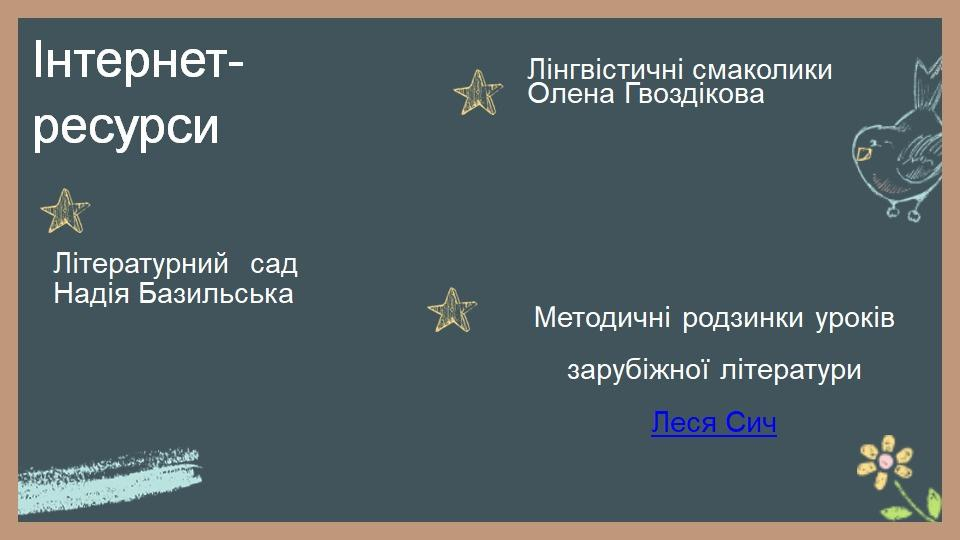 Інтернет-
ресурси
Лінгвістичні смаколики
Олена Гвоздікова
Літературний сад
Надія Базильська
Методичні родзинки уроків
зарубіжної літератури
Леся Сич